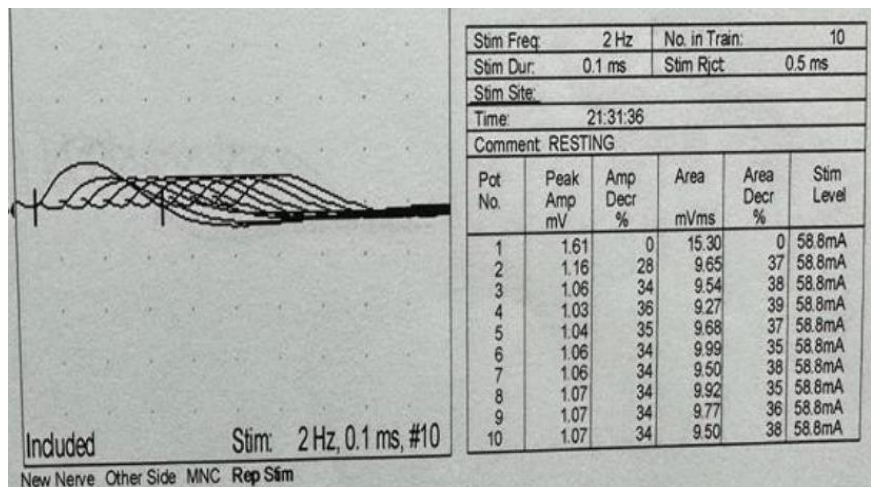 Stim Freq: 2 Hz No. in Train: 10
Stim Dur: 0.1 ms Stim Rjct 0.5 ms
Stim Site:
Time: 21:31:36
Comment RESTING
Pot No. Peak Amp mV Amp Decr % Area mVms Area Decr % Stim Level
1 1.61 0 15.30 0 58.8mA
2 1.16 28 9.65 37 58.8mA
3 1.06 34 9.54 38 58.8mA
4 1.03 36 9.27 39 58.8mA
5 1.04 35 9.68 37 58.8mA
6 1.06 34 9.99 35 58.8mA
7 1.06 34 9.50 38 58.8mA
8 1.07 34 9.92 35 58.8mA
9 1.07 34 9.77 36 58.8mA
10 1.07 34 9.50 38 58.8mA
Included Stim: 2 Hz, 0.1 ms, #10
New Nerve Other Side MNC Rep Stim